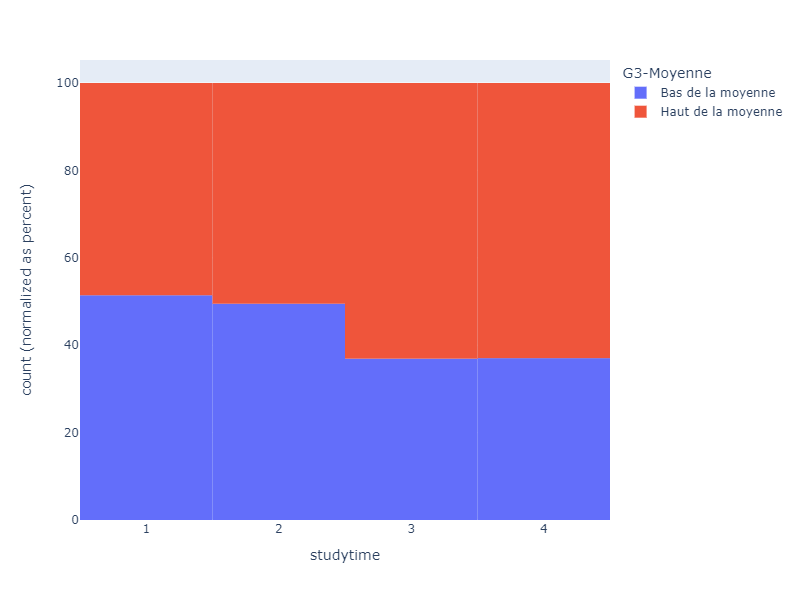 G3-Moyenne
Bas de la moyenne
Haut de la moyenne
count (normalized as percent)
100
80
60
40
20
0
1 2 3 4
studytime